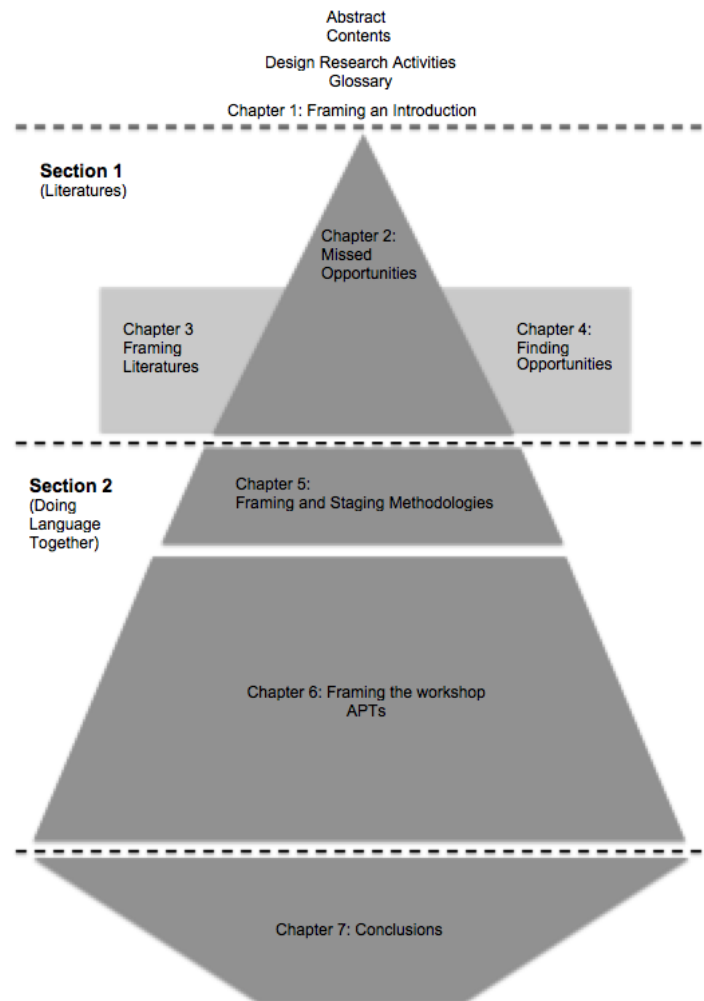 Abstract
Contents
Design Research Activities
Glossary
Chapter 1: Framing an Introduction
Section 1
(Literatures)
Chapter 2:
Missed
Opportunities
Chapter 3
Framing
Literatures
Chapter 4:
Finding
Opportunities
Section 2
(Doing
Language
Together)
Chapter 5:
Framing and Staging Methodologies
Chapter 6: Framing the workshop
APTs
Chapter 7: Conclusions